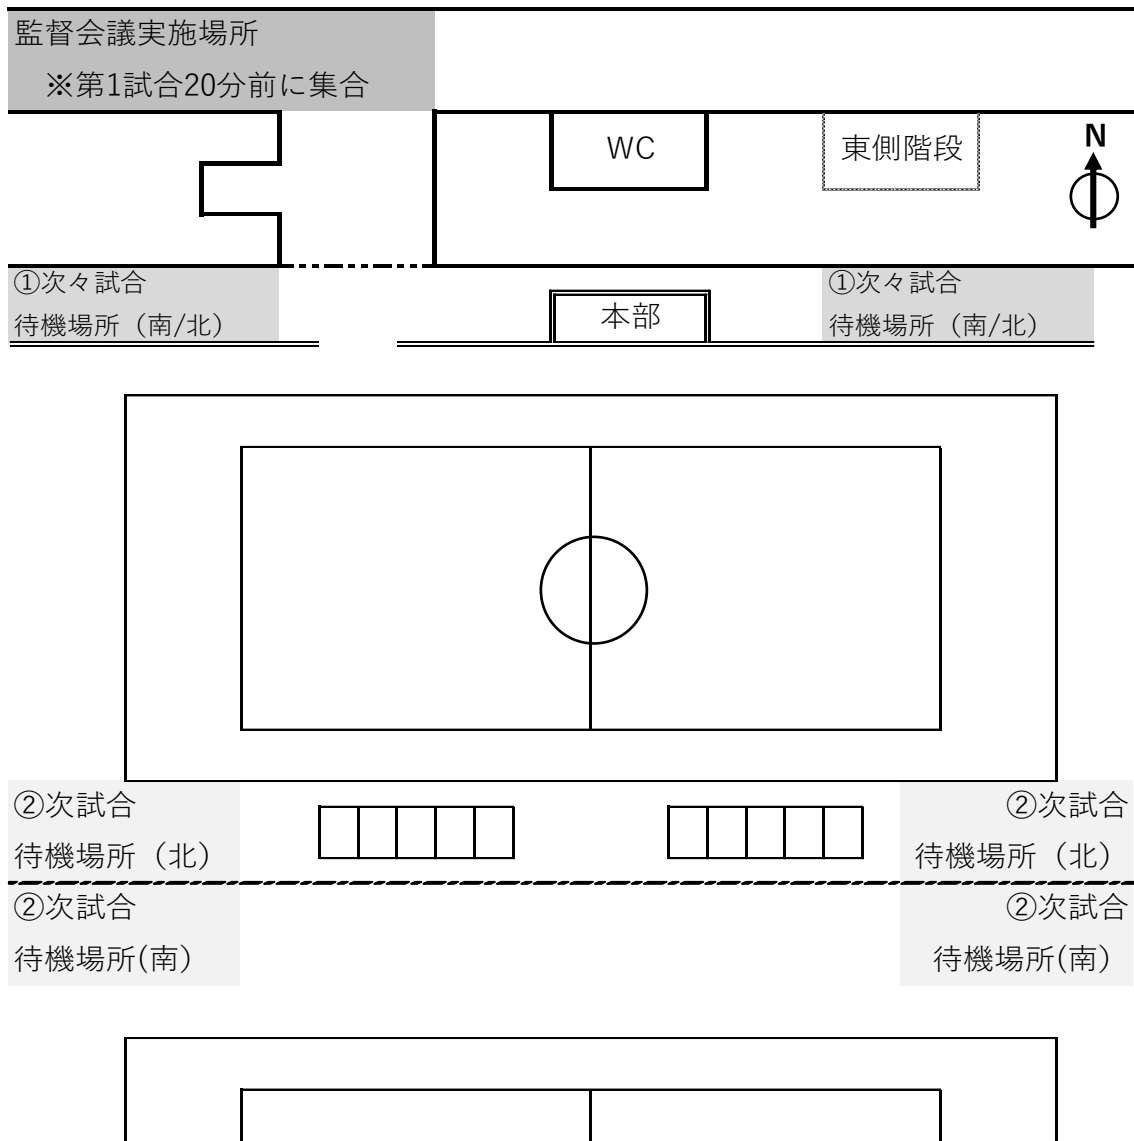 監督会議実施場所
※第1試合20分前に集合
WC
東側階段
N
①次々試合
待機場所（南/北）
本部
①次々試合
待機場所（南/北）
②次試合
待機場所（北）
②次試合
待機場所（北）
②次試合
待機場所(南）
②次試合
待機場所(南）